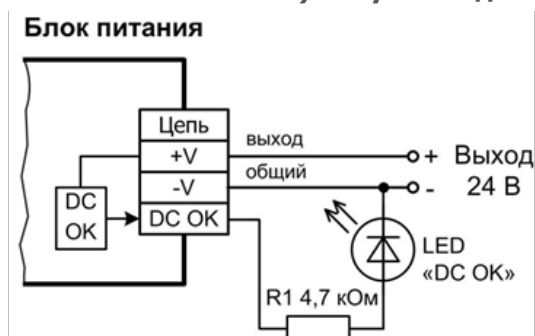 Блок питания
Цепь
+V
-V
DC OK
DC
OK
выход
общий
+ Выход
- 24 В
LED
«DC OK»
R1 4,7 кОм